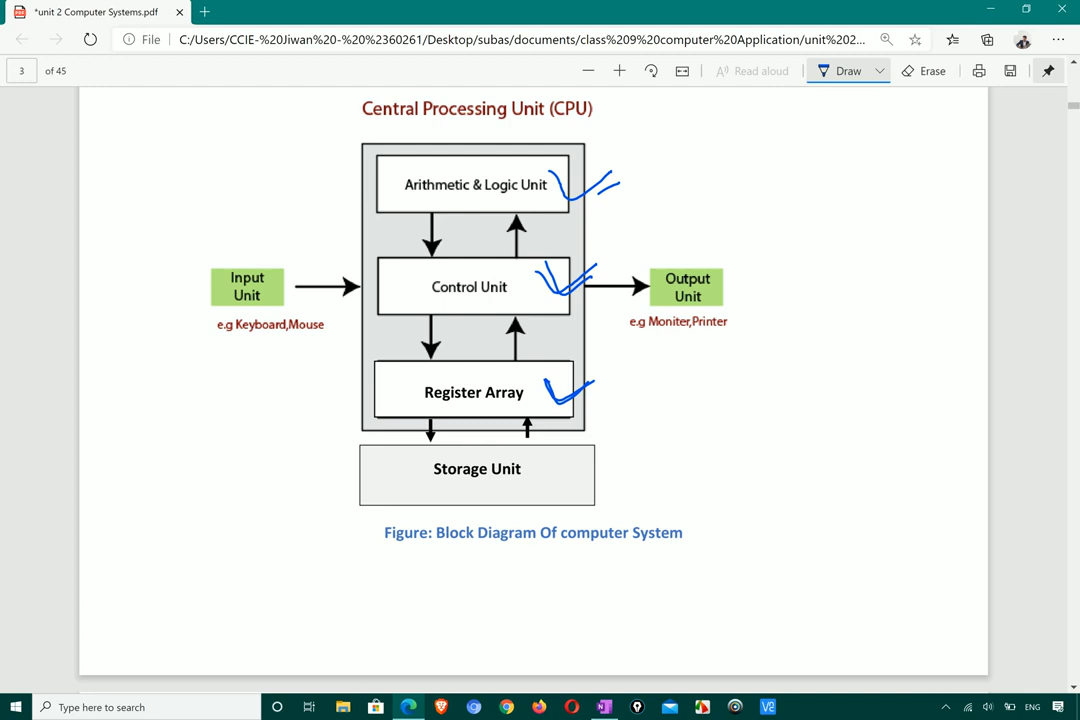 *unit 2 Computer Systems.pdf
File
C:/Users/CCIE-%20Jiwan%20-%20%2360261/Desktop/subas/documents/class%209%20computer%20Application/unit%202...
3 of 45
Read aloud
Draw
Erase
Central Processing Unit (CPU)
Arithmetic & Logic Unit
Input
Unit
Control Unit
Output
Unit
e.g Keyboard,Mouse
e.g Moniter,Printer
Register Array
Storage Unit
Figure: Block Diagram Of computer System
Type here to search
ENG